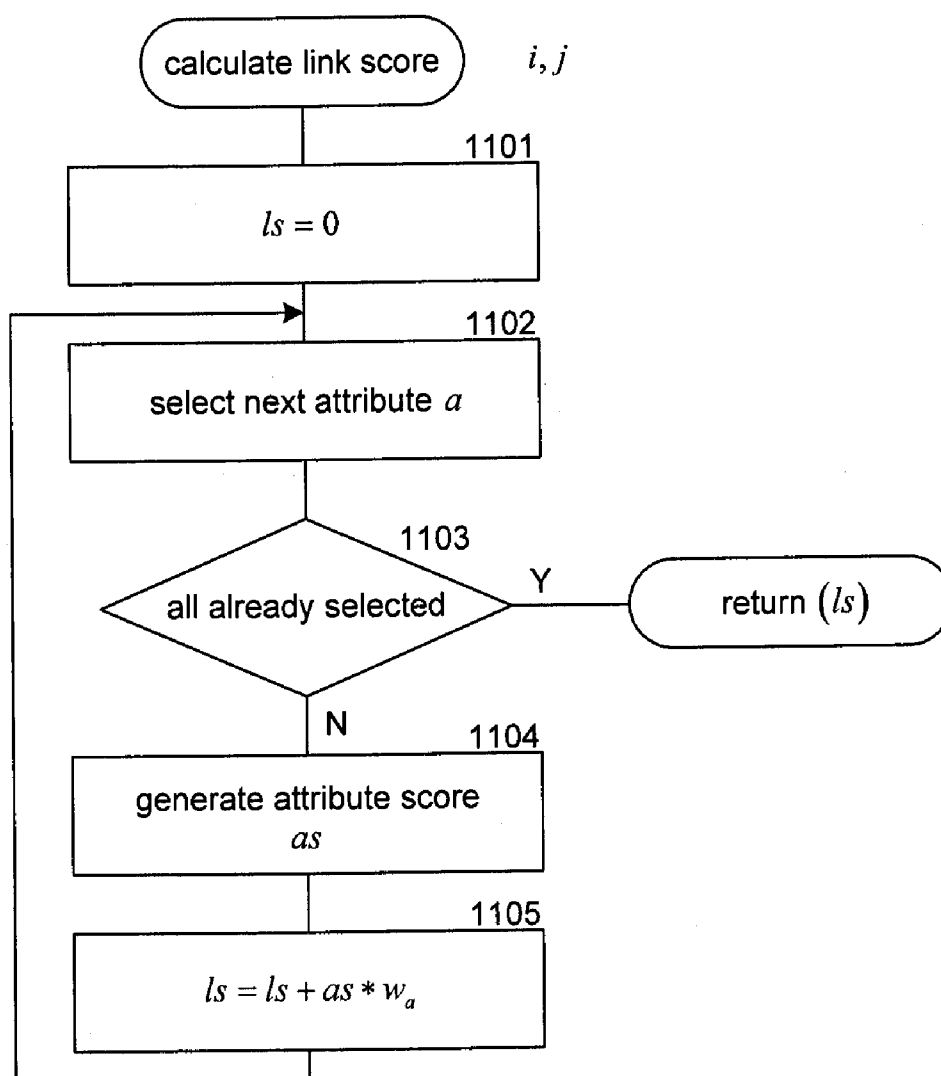 calculate link score
i, j
1101
ls = 0
1102
select next attribute a
1103
all already selected
Y
return (ls)
N
1104
generate attribute score
as
1105
ls = ls + as * w_a